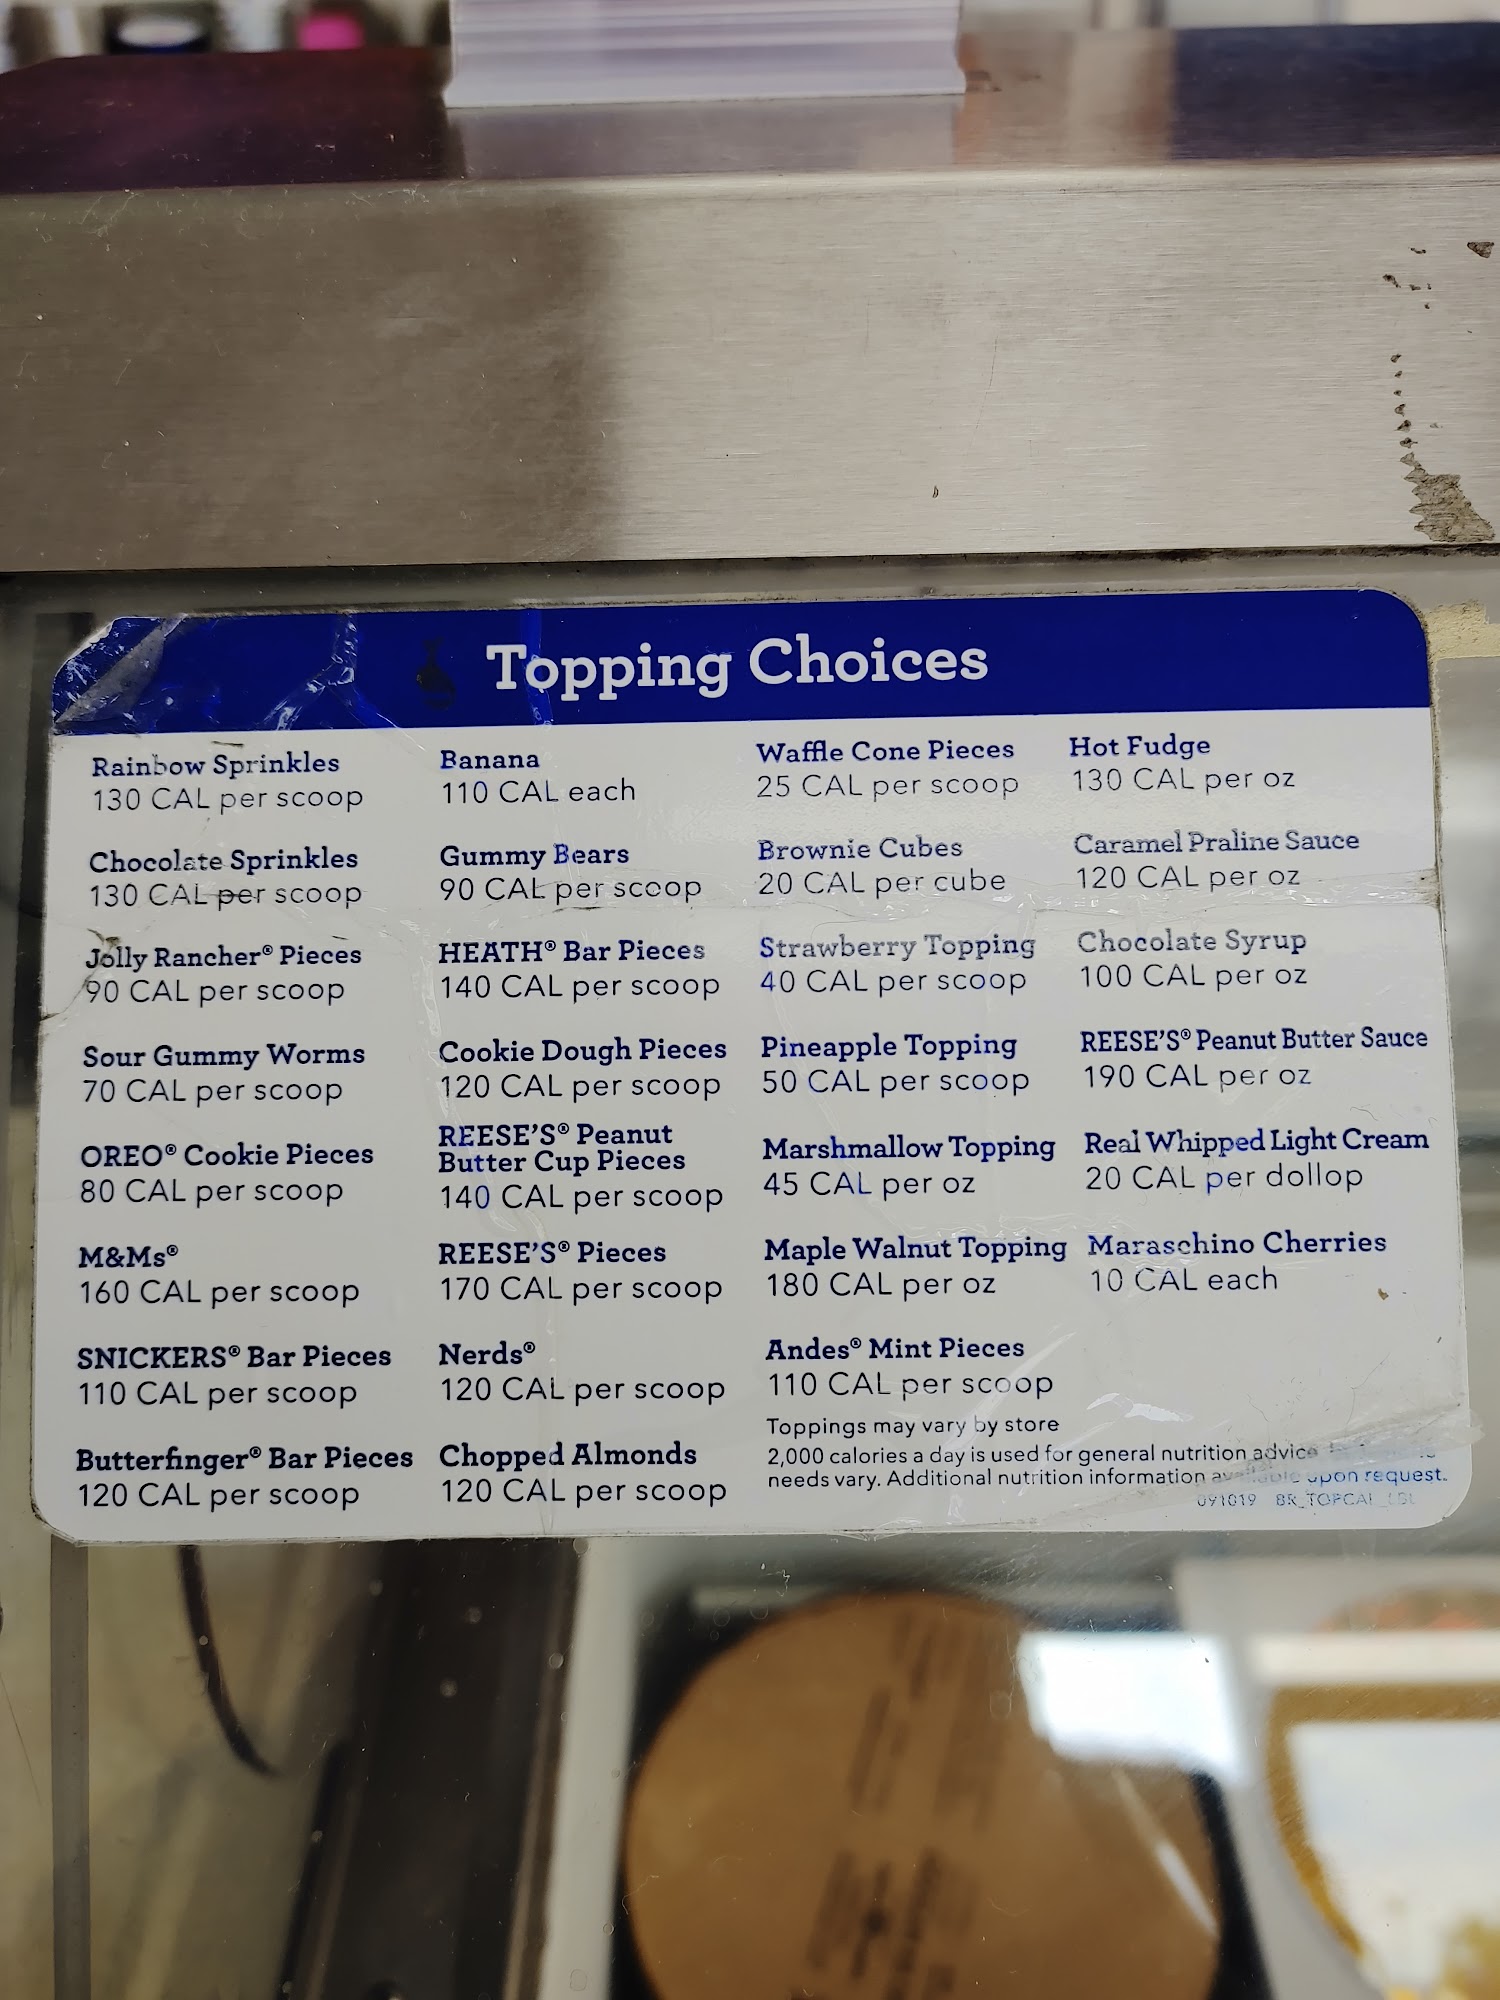 Topping Choices
Rainbow Sprinkles
130 CAL per scoop
Chocolate Sprinkles
130 CAL per scoop
Jolly Rancher® Pieces
90 CAL per scoop
Sour Gummy Worms
70 CAL per scoop
OREO® Cookie Pieces
80 CAL per scoop
M&Ms®
160 CAL per scoop
SNICKERS® Bar Pieces
110 CAL per scoop
Butterfinger® Bar Pieces
120 CAL per scoop
Banana
110 CAL each
Gummy Bears
90 CAL per scoop
HEATH® Bar Pieces
140 CAL per scoop
Cookie Dough Pieces
120 CAL per scoop
REESE'S® Peanut
Butter Cup Pieces
140 CAL per scoop
REESE'S® Pieces
170 CAL per scoop
Nerds®
120 CAL per scoop
Chopped Almonds
120 CAL per scoop
Waffle Cone Pieces
25 CAL per scoop
Brownie Cubes
20 CAL per cube
Strawberry Topping
40 CAL per scoop
Pineapple Topping
50 CAL per scoop
Marshmallow Topping
45 CAL per oz
Maple Walnut Topping
180 CAL per oz
Andes® Mint Pieces
110 CAL per scoop
Hot Fudge
130 CAL per oz
Caramel Praline Sauce
120 CAL per oz
Chocolate Syrup
100 CAL per oz
REESE'S® Peanut Butter Sauce
190 CAL per oz
Real Whipped Light Cream
20 CAL per dollop
Maraschino Cherries
10 CAL each
Toppings may vary by store
2,000 calories a day is used for general nutrition advice
needs vary. Additional nutrition information available upon request.
091019 BR_TOPCAL_LBL